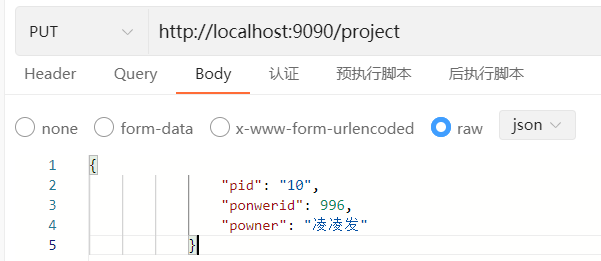 PUT http://localhost:9090/project
Header Query Body 认证 预执行脚本 后执行脚本
none form-data x-www-form-urlencoded raw json
1 {
2 "pid": "10",
3 "ponwerid": 996,
4 "powner": "凌凌发"
5 }